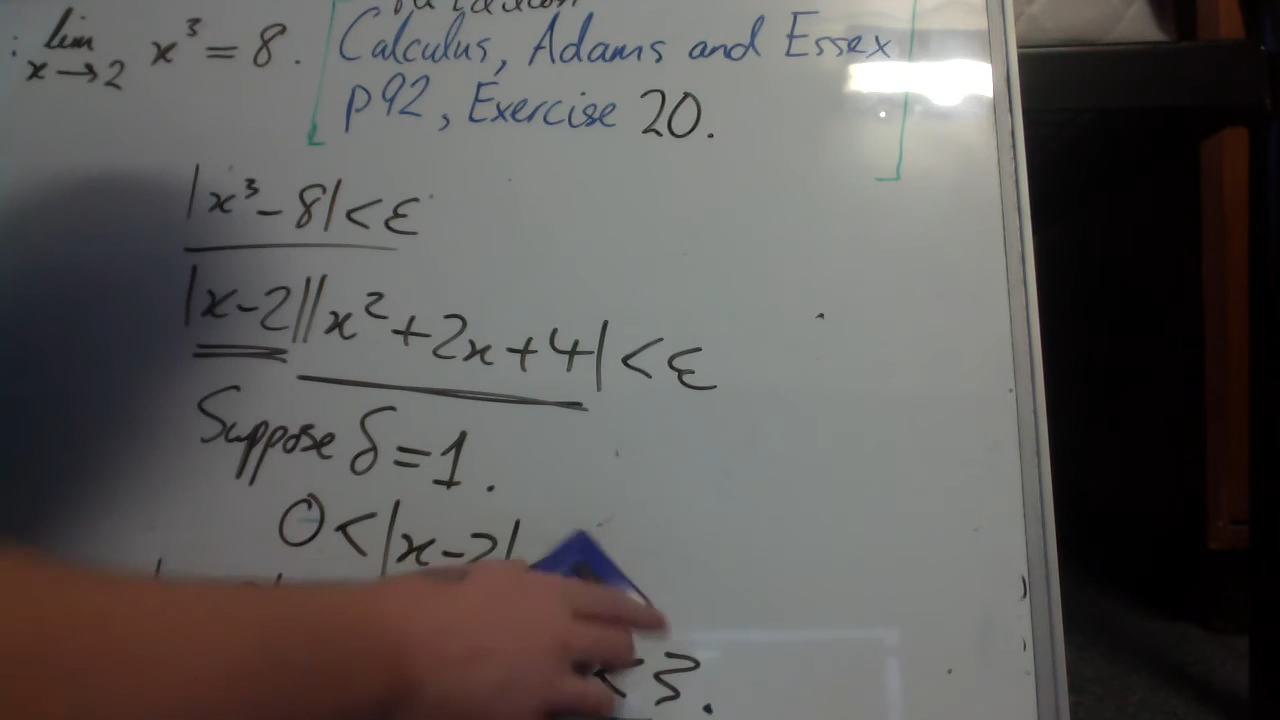 : lim x→2 x³ = 8. [Calculus, Adams and Essex
p92, Exercise 20.]
|x³-8|<ε
|x-2||x²+2x+4|<ε
Suppose δ=1.
0<|x-2|
<3.